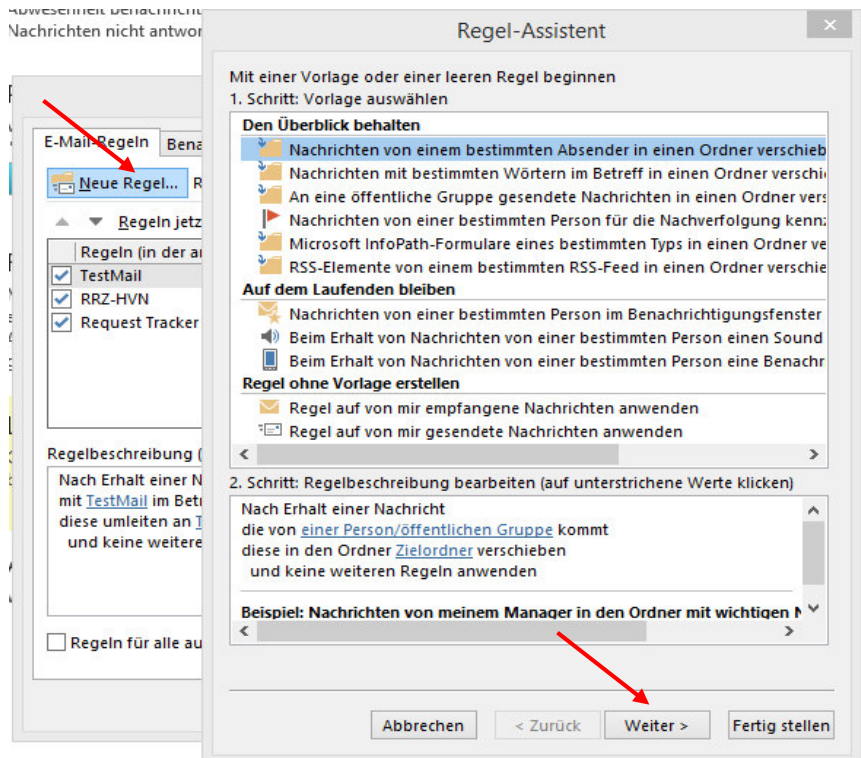 Nachrichten nicht antwor
Regel-Assistent
Mit einer Vorlage oder einer leeren Regel beginnen
1. Schritt: Vorlage auswählen
Den Überblick behalten
Nachrichten von einem bestimmten Absender in einen Ordner verschieb
Nachrichten mit bestimmten Wörtern im Betreff in einen Ordner verschi
An eine öffentliche Gruppe gesendete Nachrichten in einen Ordner vers
Nachrichten von einer bestimmten Person für die Nachverfolgung kenn
Microsoft InfoPath-Formulare eines bestimmten Typs in einen Ordner ve
RSS-Elemente von einem bestimmten RSS-Feed in einen Ordner verschie
Auf dem Laufenden bleiben
Nachrichten von einer bestimmten Person im Benachrichtigungsfenster
Beim Erhalt von Nachrichten von einer bestimmten Person einen Sound
Beim Erhalt von Nachrichten von einer bestimmten Person eine Benachr
Regel ohne Vorlage erstellen
Regel auf von mir empfangene Nachrichten anwenden
Regel auf von mir gesendete Nachrichten anwenden
2. Schritt: Regelbeschreibung bearbeiten (auf unterstrichene Werte klicken)
Nach Erhalt einer Nachricht
die von einer Person/öffentlichen Gruppe kommt
diese in den Ordner Zielordner verschieben
und keine weiteren Regeln anwenden
Beispiel: Nachrichten von meinem Manager in den Ordner mit wichtigen N
Abbrechen
< Zurück
Weiter >
Fertig stellen
E-Mail-Regeln
Bena
Neue Regel...
R
Regeln jetz
Regeln (in der a
TestMail
RRZ-HVN
Request Tracker
Regelbeschreibung (
Nach Erhalt einer N
mit TestMail im Betr
diese umleiten an T
und keine weitere
Regeln für alle au